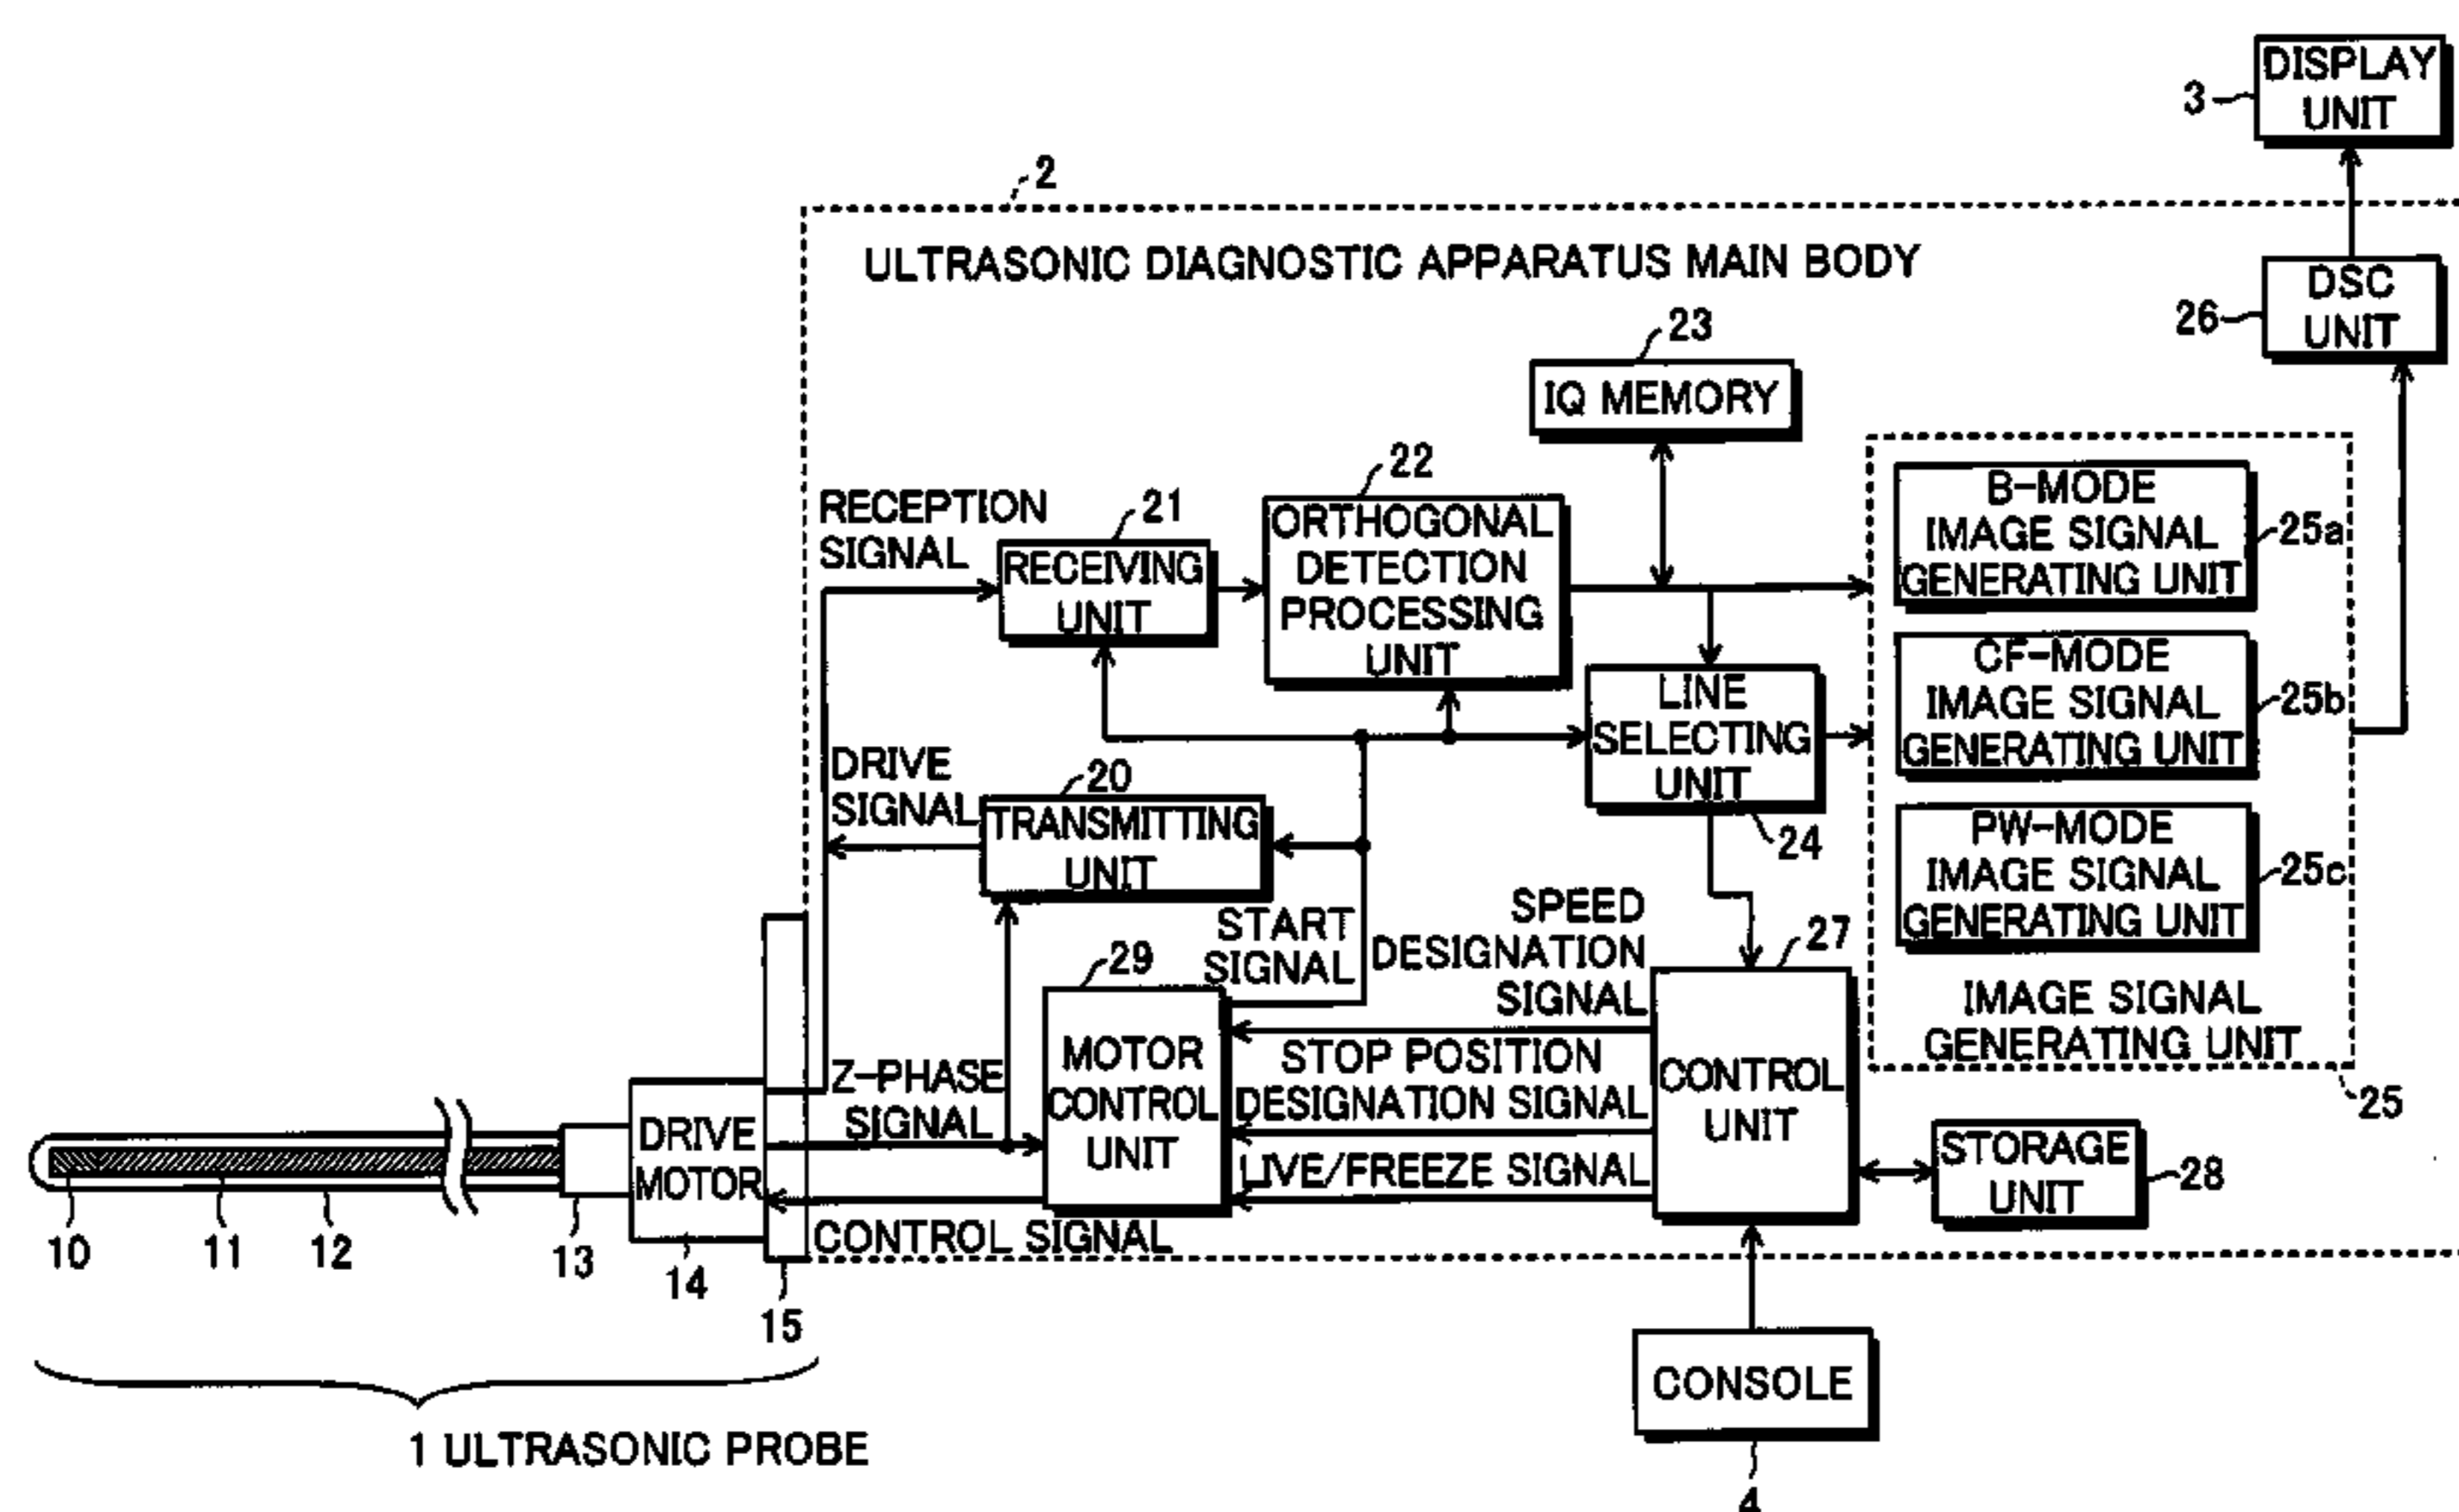 DISPLAY
UNIT
3
2
ULTRASONIC DIAGNOSTIC APPARATUS MAIN BODY
DSC
UNIT
26
23
IQ MEMORY
22
ORTHOGONAL
DETECTION
PROCESSING
UNIT
RECEPTION
SIGNAL
21
RECEIVING
UNIT
B-MODE
IMAGE SIGNAL
GENERATING UNIT
25a
CF-MODE
IMAGE SIGNAL
GENERATING UNIT
25b
LINE
SELECTING
UNIT
24
DRIVE
SIGNAL
20
TRANSMITTING
UNIT
PW-MODE
IMAGE SIGNAL
GENERATING UNIT
25c
START
SIGNAL
SPEED
DESIGNATION
SIGNAL
27
29
MOTOR
CONTROL
UNIT
STOP POSITION
DESIGNATION SIGNAL
LIVE/FREEZE SIGNAL
CONTROL
UNIT
IMAGE SIGNAL
GENERATING UNIT
25
Z-PHASE
SIGNAL
DRIVE
MOTOR
STORAGE
UNIT
28
CONTROL SIGNAL
10
11
12
13
14
15
CONSOLE
4
1 ULTRASONIC PROBE